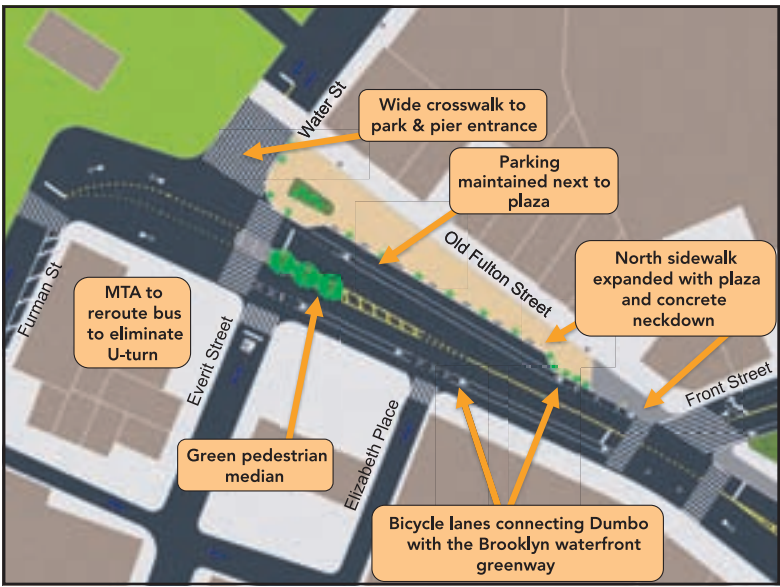 Water St
Wide crosswalk to
park & pier entrance
Parking
maintained next to
plaza
Old Fulton Street
North sidewalk
expanded with plaza
and concrete
neckdown
Furman St
MTA to
reroute bus
to eliminate
U-turn
Everit Street
Elizabeth Place
Front Street
Green pedestrian
median
Bicycle lanes connecting Dumbo
with the Brooklyn waterfront
greenway